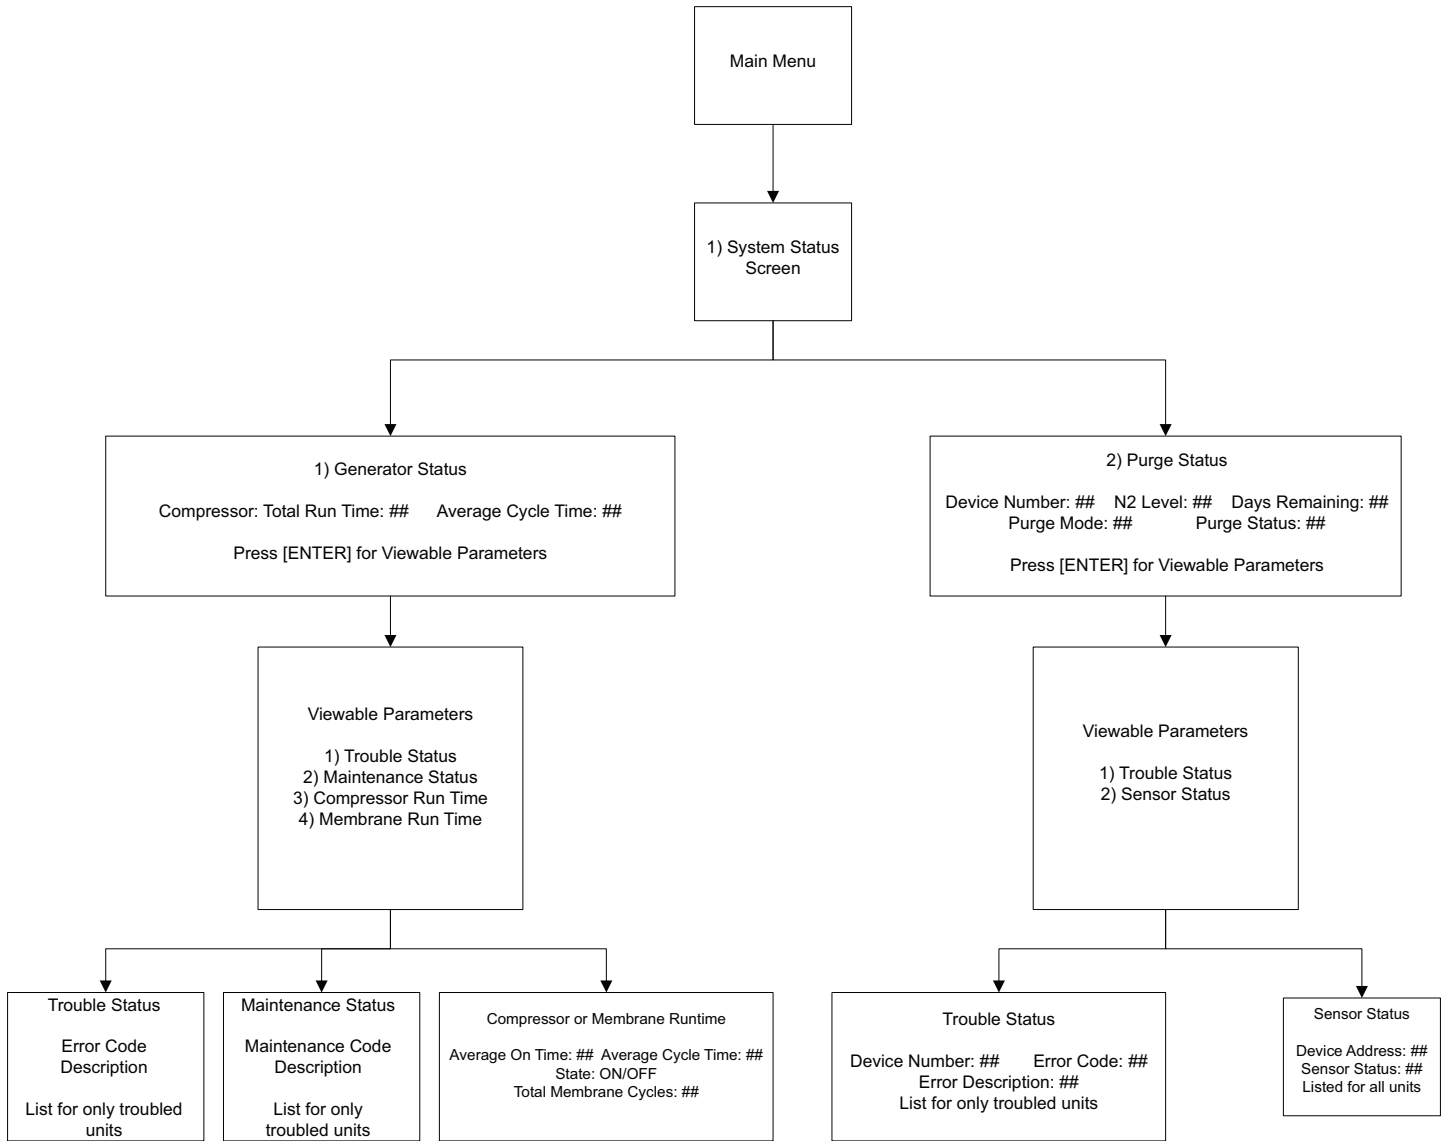 Main Menu
1) System Status
Screen
1) Generator Status
Compressor: Total Run Time: ## Average Cycle Time: ##
Press [ENTER] for Viewable Parameters
2) Purge Status
Device Number: ## N2 Level: ## Days Remaining: ##
Purge Mode: ## Purge Status: ##
Press [ENTER] for Viewable Parameters
Viewable Parameters
1) Trouble Status
2) Maintenance Status
3) Compressor Run Time
4) Membrane Run Time
Viewable Parameters
1) Trouble Status
2) Sensor Status
Trouble Status
Error Code
Description
List for only troubled
units
Maintenance Status
Maintenance Code
Description
List for only
troubled units
Compressor or Membrane Runtime
Average On Time: ## Average Cycle Time: ##
State: ON/OFF
Total Membrane Cycles: ##
Trouble Status
Device Number: ## Error Code: ##
Error Description: ##
List for only troubled units
Sensor Status
Device Address: ##
Sensor Status: ##
Listed for all units